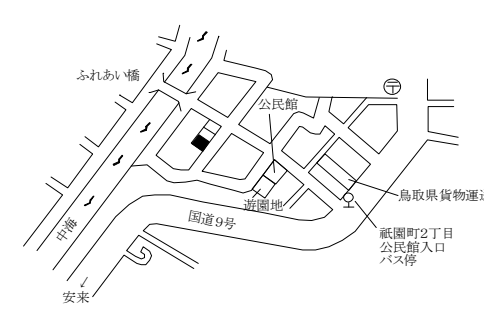 ふれあい橋
公民館
鳥取県貨物運送
遊園地
国道9号
中海
祇園町2丁目
公民館入口
バス停
安来